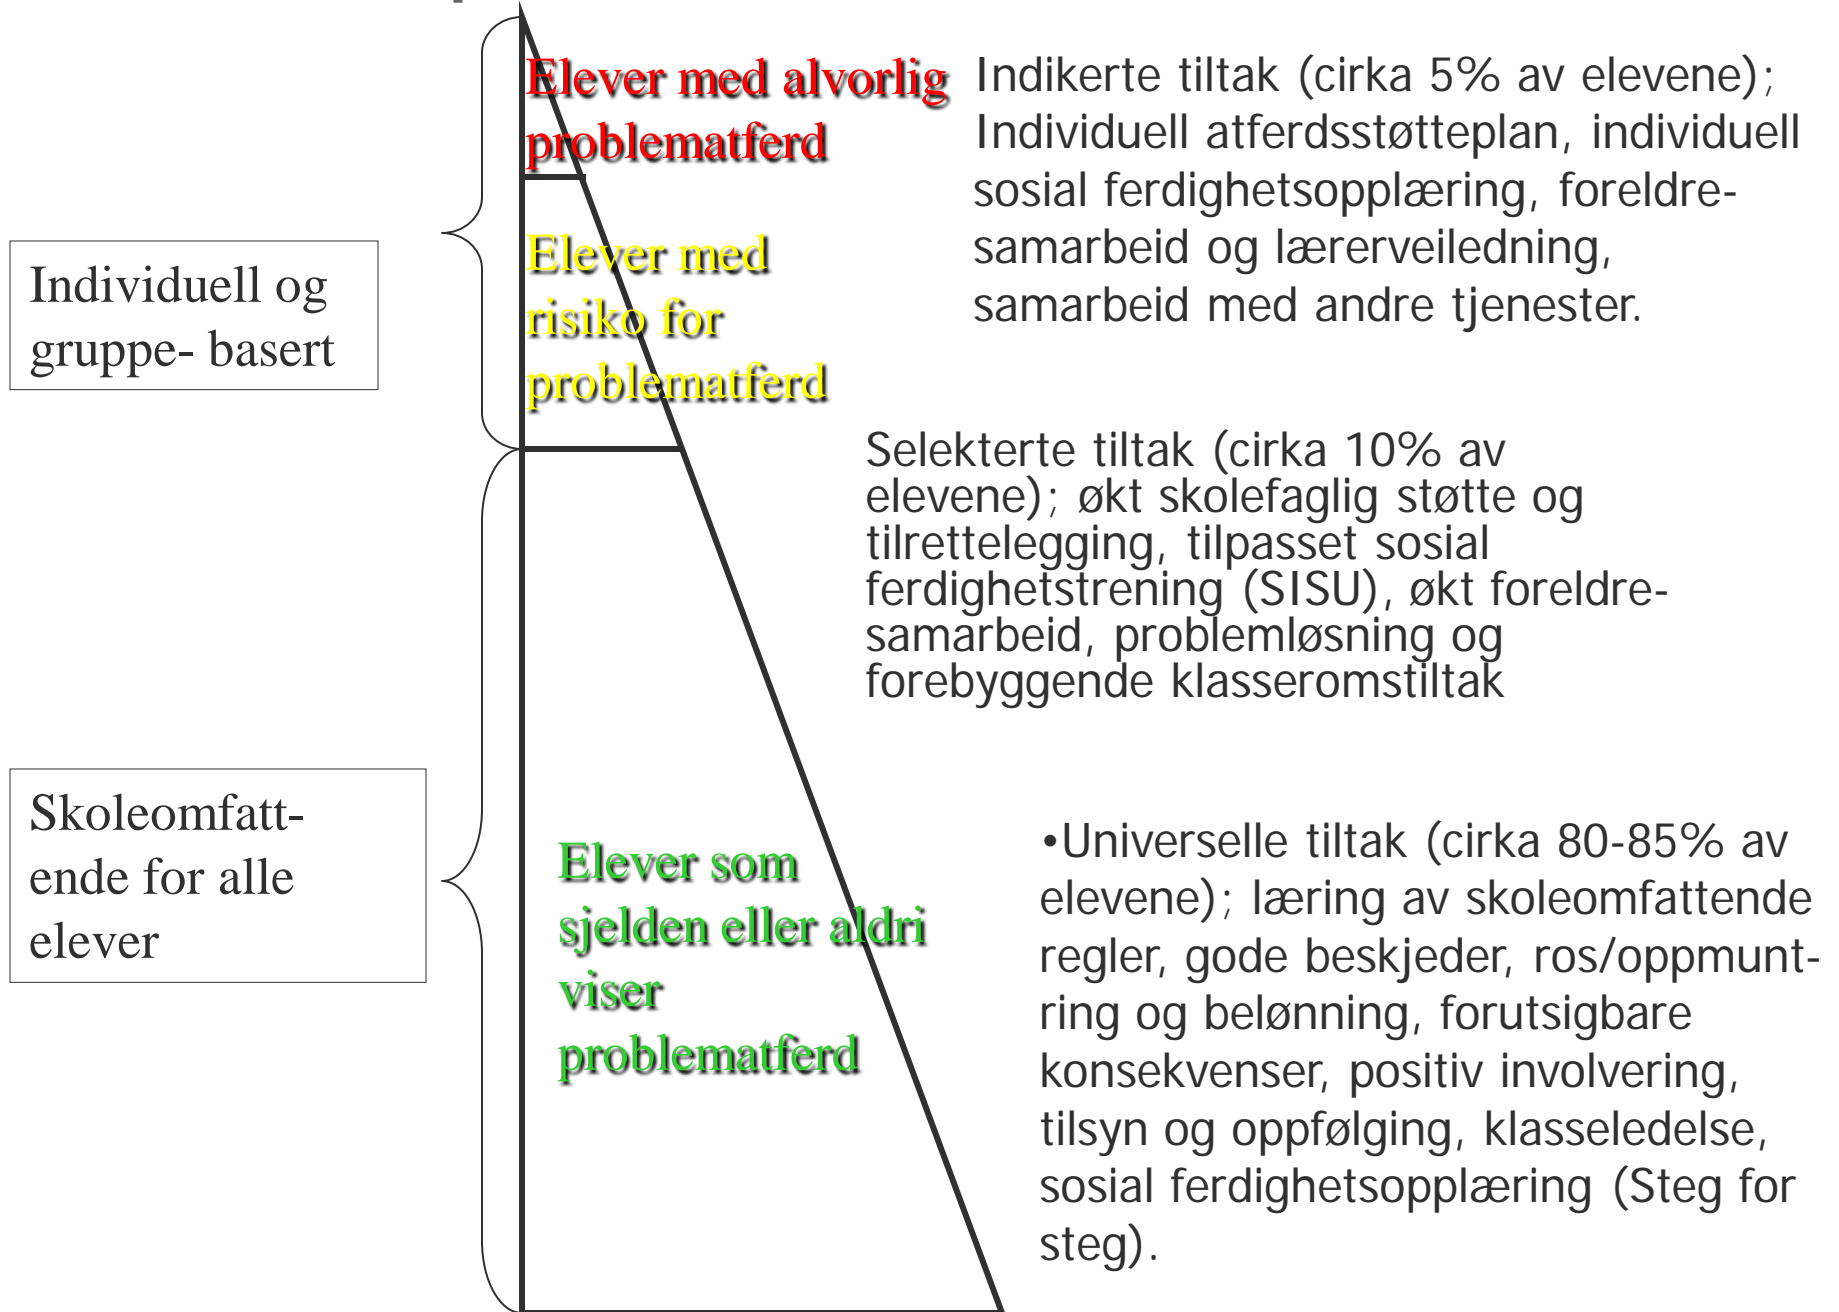 Elever med alvorlig
problematferd
Indikerte tiltak (cirka 5% av elevene);
Individuell atferdsstøtteplan, individuell
sosial ferdighetsopplæring, foreldre-
samarbeid og lærerveiledning,
samarbeid med andre tjenester.
Individuell og
gruppe- basert
Elever med
risiko for
problematferd
Selekterte tiltak (cirka 10% av
elevene); økt skolefaglig støtte og
tilrettelegging, tilpasset sosial
ferdighetstrening (SISU), økt foreldre-
samarbeid, problemløsning og
forebyggende klasseromstiltak
Skoleomfatt-
ende for alle
elever
Elever som
sjelden eller aldri
viser
problematferd
•Universelle tiltak (cirka 80-85% av
elevene); læring av skoleomfattende
regler, gode beskjeder, ros/oppmunt-
ring og belønning, forutsigbare
konsekvenser, positiv involvering,
tilsyn og oppfølging, klasseledelse,
sosial ferdighetsopplæring (Steg for
steg).